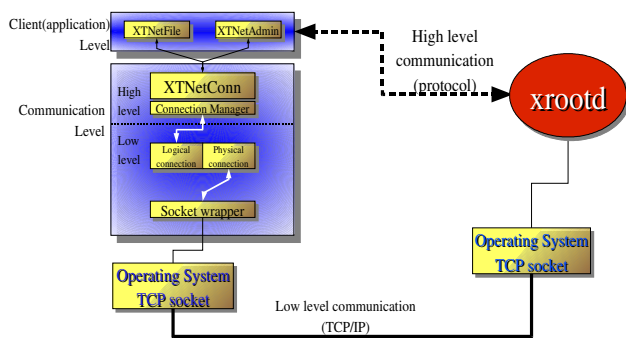 Client(application)
Level
XTNetFile
XTNetAdmin
High level
communication
(protocol)
xrootd
Communication
Level
High
level
XTNetConn
Connection Manager
Low
level
Logical
connection
Physical
connection
Socket wrapper
Operating System
TCP socket
Operating System
TCP socket
Low level communication
(TCP/IP)